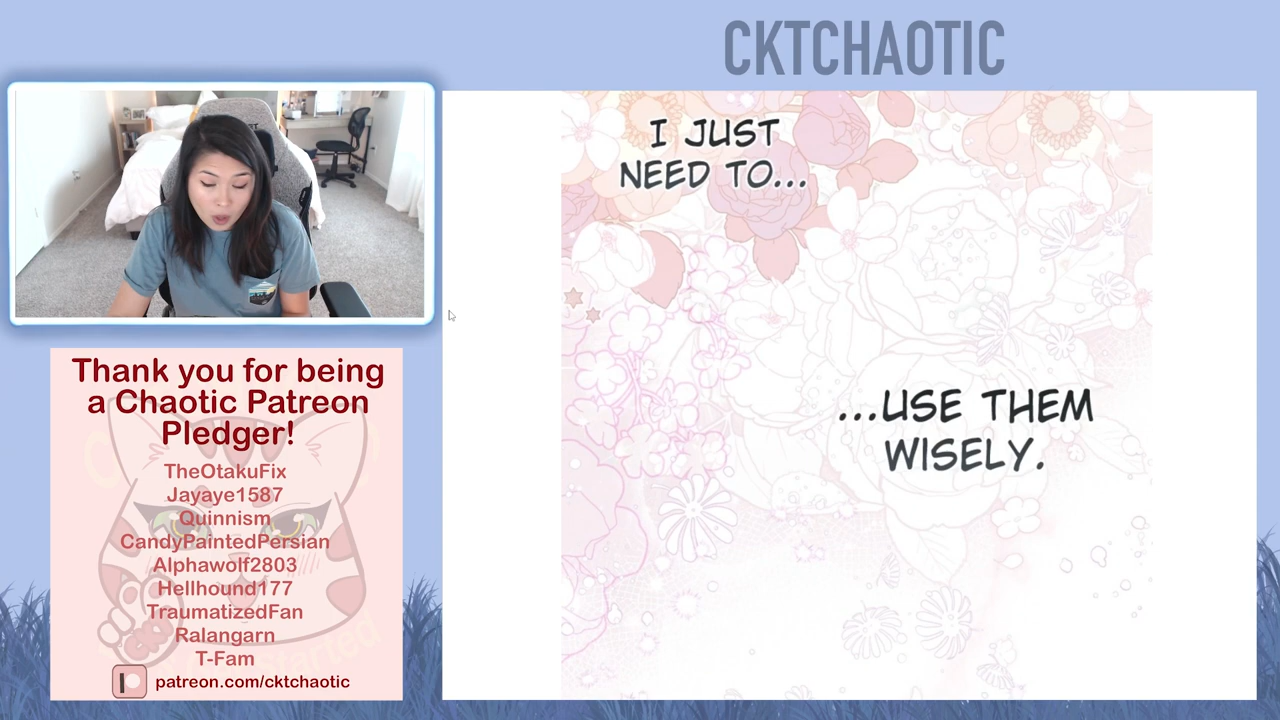 CKTCHAOTIC
I JUST
NEED TO...
...USE THEM
WISELY.
Thank you for being
a Chaotic Patreon
Pledger!
TheOtakuFix
Jayaye1587
Quinnism
CandyPaintedPersian
Alphawolf2803
Hellhound177
TraumatizedFan
Ralangarn
T-Fam
patreon.com/cktchaotic